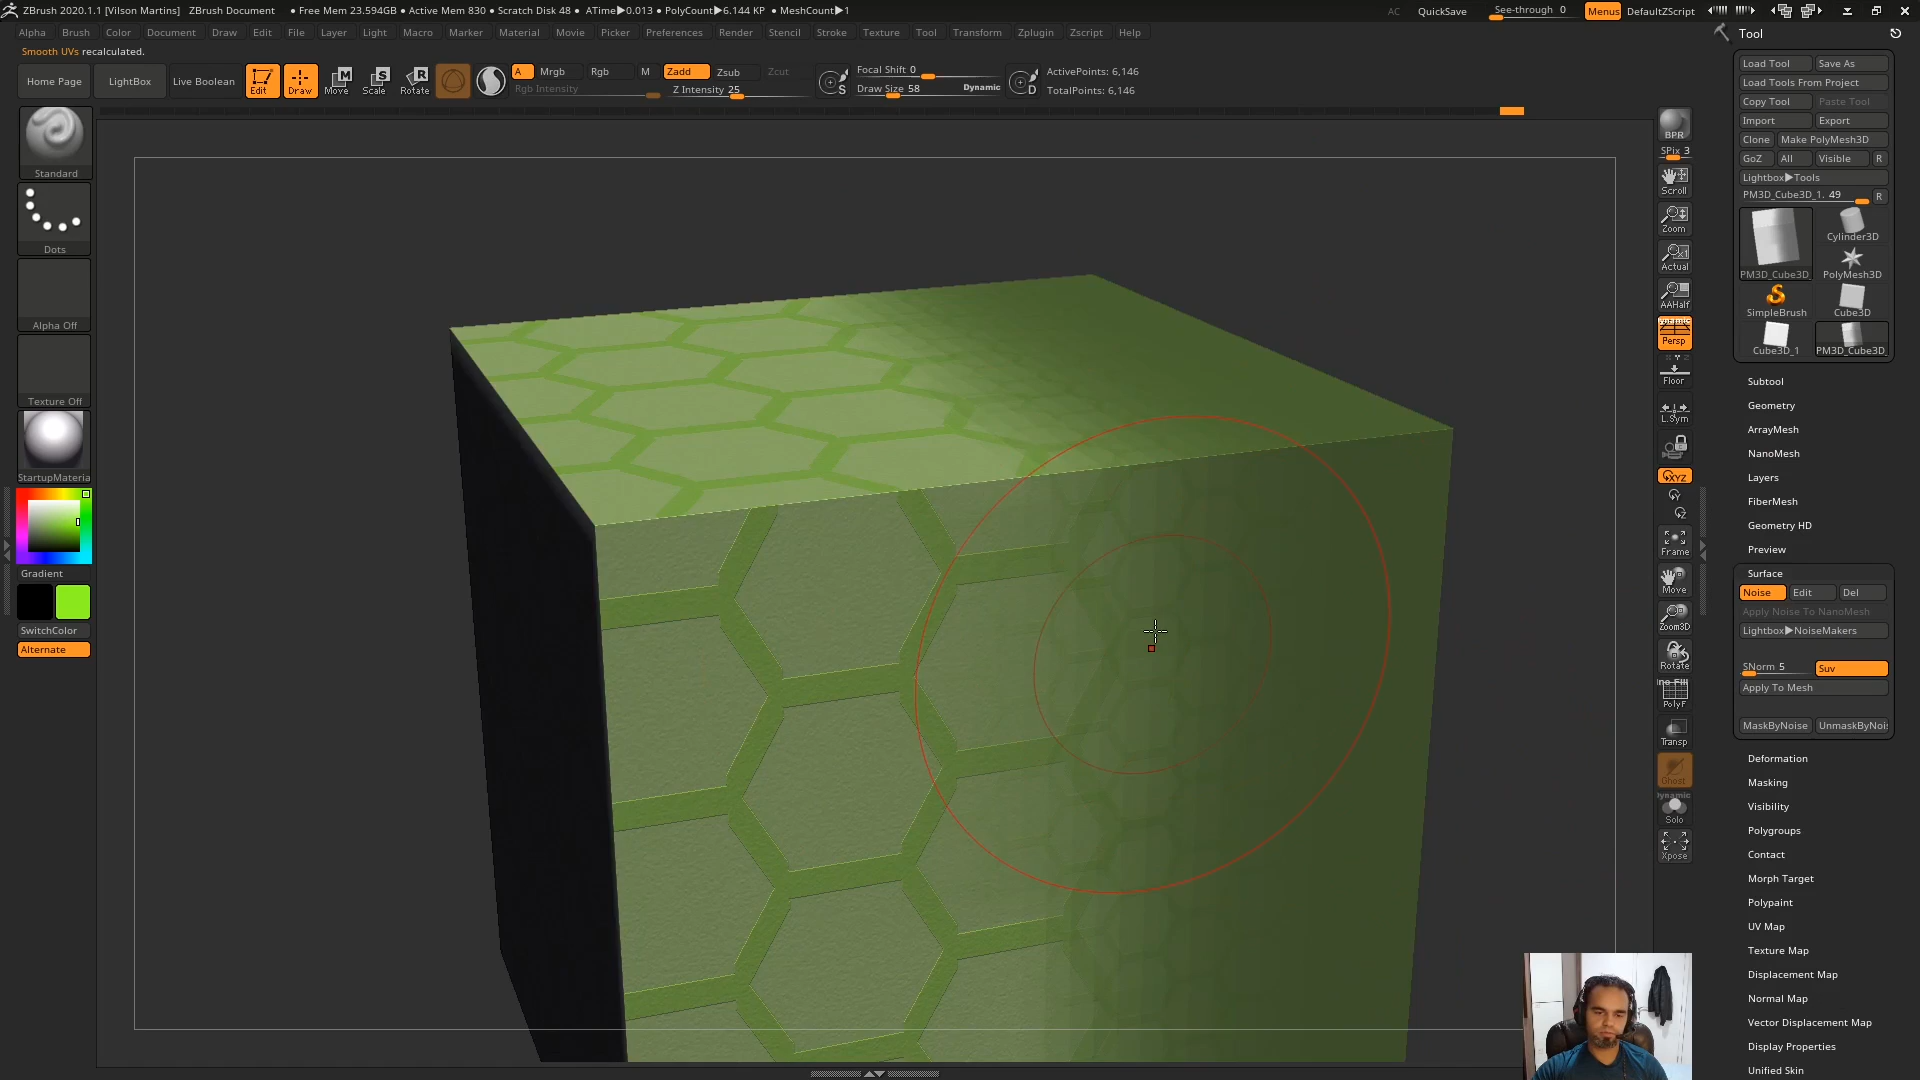 ZBrush 2020.1.1 [Vilson Martins] ZBrush Document • Free Mem 23.594GB • Active Mem 830 • Scratch Disk 48 • ATime▶0.013 • PolyCount▶6.144 KP • MeshCount▶1 AC QuickSave See-through 0 Menus DefaultZScript
Alpha Brush Color Document Draw Edit File Layer Light Macro Marker Material Movie Picker Preferences Render Stencil Stroke Texture Tool Transform Zplugin Zscript Help
Smooth UVs recalculated.
Home Page LightBox Live Boolean Edit Draw Move Scale Rotate
A Mrgb Rgb M Zadd Zsub Zcut
Rgb Intensity Z Intensity 25
Focal Shift 0
Draw Size 58 Dynamic
ActivePoints: 6,146
TotalPoints: 6,146
Standard
Dots
Alpha Off
Texture Off
StartupMateria
Gradient
SwitchColor
Alternate
BPR
SPix 3
Scroll
Zoom
Actual
AAHalf
Persp
Floor
L.Sym
XYZ
Frame
Move
Zoom3D
Rotate
PolyF
Transp
Ghost
Dynamic
Solo
Xpose
Tool
Load Tool Save As
Load Tools From Project
Copy Tool Paste Tool
Import Export
Clone Make PolyMesh3D
GoZ All Visible R
Lightbox▶Tools
PM3D_Cube3D_1. 49 R
PM3D_Cube3D_ Cylinder3D
PolyMesh3D
SimpleBrush Cube3D
Cube3D_1 PM3D_Cube3D_
Subtool
Geometry
ArrayMesh
NanoMesh
Layers
FiberMesh
Geometry HD
Preview
Surface
Noise Edit Del
Apply Noise To NanoMesh
Lightbox▶NoiseMakers
SNorm 5 Suv
Apply To Mesh
MaskByNoise UnmaskByNoi
Deformation
Masking
Visibility
Polygroups
Contact
Morph Target
Polypaint
UV Map
Texture Map
Displacement Map
Normal Map
Vector Displacement Map
Display Properties
Unified Skin